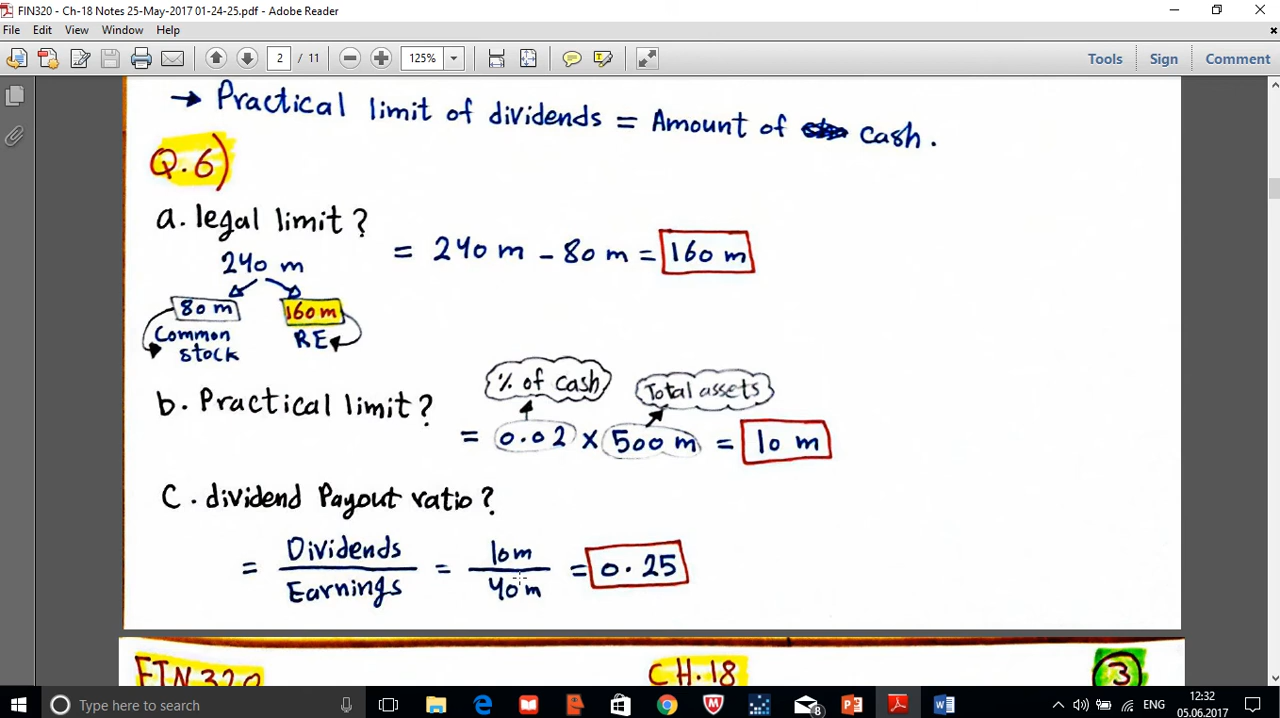 FIN320 - Ch-18 Notes 25-May-2017 01-24-25.pdf - Adobe Reader
File Edit View Window Help
2 / 11 125% Tools Sign Comment
→ Practical limit of dividends = Amount of cash.
Q.6)
a. legal limit?
= 240 m - 80 m = 160 m
240 m
80 m 160 m
Common stock RE
% of cash Total assets
b. Practical limit?
= 0.02 × 500 m = 10 m
C. dividend Payout ratio?
= Dividends / Earnings = 10m / 40m = 0.25
FIN320 CH.18 3
Type here to search
8 ENG 12:32
05.06.2017